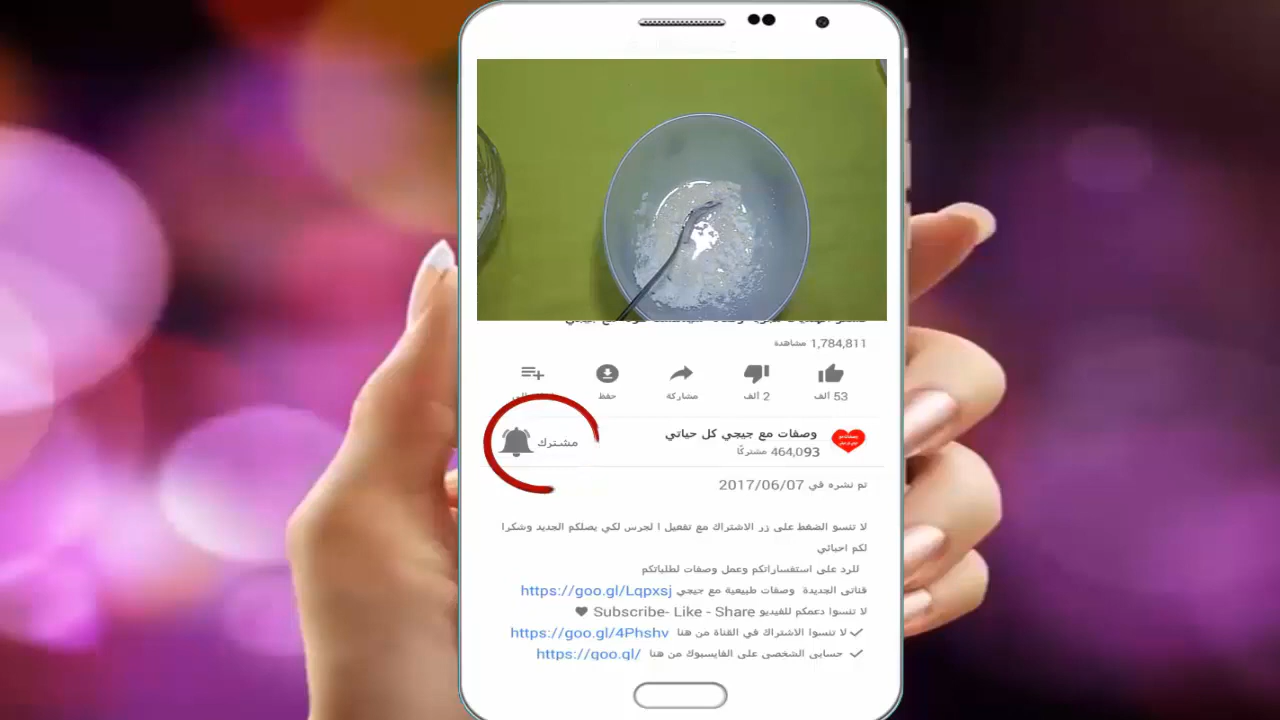 1,784,811 مشاهدة
53 ألف
2 ألف
مشاركة
حفظ
وصفات مع جيجي كل حياتي
464,093 مشتركًا
مشترك
تم نشره في 2017/06/07
لا تنسو الضغط على زر الاشتراك مع تفعيل ا لجرس لكي يصلكم الجديد وشكرا
لكم احبائي
للرد على استفساراتكم وعمل وصفات لطلباتكم
قناتى الجديدة وصفات طبيعية مع جيجي https://goo.gl/Lqpxsj
لا تنسوا دعمكم للفيديو Subscribe- Like - Share ❤
✓ لا تنسوا الاشتراك في القناة من هنا https://goo.gl/4Phshv
✓ حسابى الشخصى على الفايسبوك من هنا https://goo.gl/